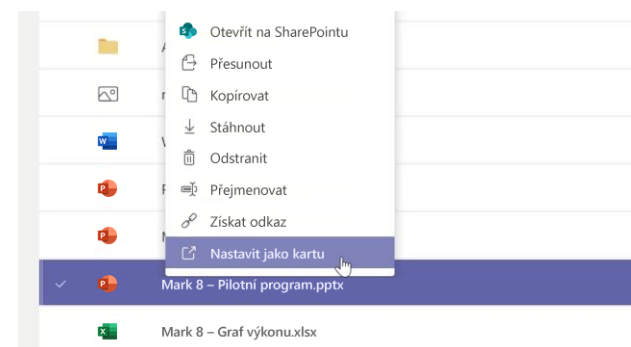 Otevřít na SharePointu
Přesunout
Kopírovat
Stáhnout
Odstranit
Přejmenovat
Získat odkaz
Nastavit jako kartu
Mark 8 – Pilotní program.pptx
Mark 8 – Graf výkonu.xlsx